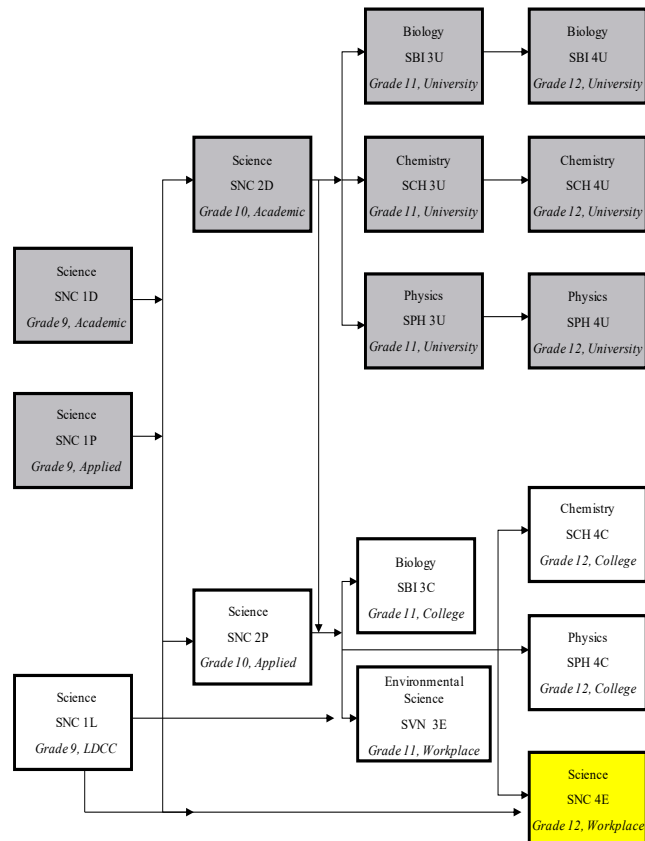 Biology
SBI 3U
Grade 11, University
Biology
SBI 4U
Grade 12, University
Science
SNC 2D
Grade 10, Academic
Chemistry
SCH 3U
Grade 11, University
Chemistry
SCH 4U
Grade 12, University
Science
SNC 1D
Grade 9, Academic
Physics
SPH 3U
Grade 11, University
Physics
SPH 4U
Grade 12, University
Science
SNC 1P
Grade 9, Applied
Chemistry
SCH 4C
Grade 12, College
Biology
SBI 3C
Grade 11, College
Science
SNC 2P
Grade 10, Applied
Physics
SPH 4C
Grade 12, College
Science
SNC 1L
Grade 9, LDCC
Environmental
Science
SVN 3E
Grade 11, Workplace
Science
SNC 4E
Grade 12, Workplace